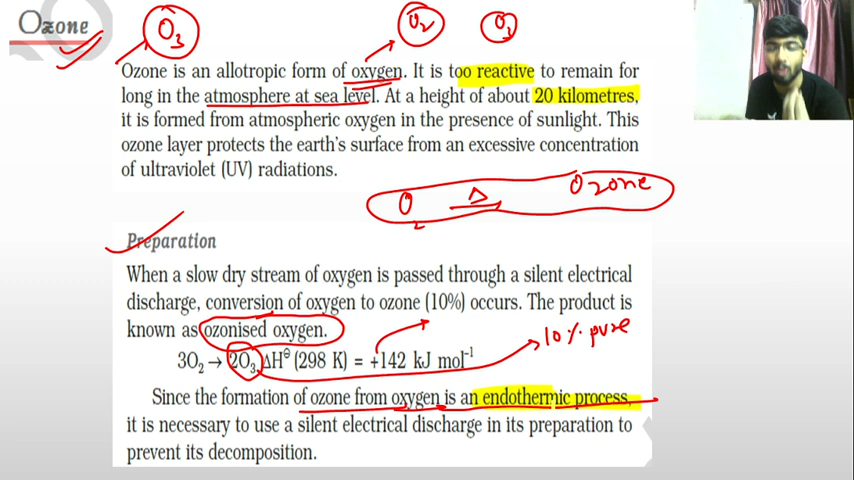 Ozone
O3
O2
O3
Ozone is an allotropic form of oxygen. It is too reactive to remain for
long in the atmosphere at sea level. At a height of about 20 kilometres,
it is formed from atmospheric oxygen in the presence of sunlight. This
ozone layer protects the earth's surface from an excessive concentration
of ultraviolet (UV) radiations.
O2 Δ Ozone
Preparation
When a slow dry stream of oxygen is passed through a silent electrical
discharge, conversion of oxygen to ozone (10%) occurs. The product is
known as ozonised oxygen.
10% pure
3O₂ → 2O₃ ΔH⊖ (298 K) = +142 kJ mol⁻¹
Since the formation of ozone from oxygen is an endothermic process,
it is necessary to use a silent electrical discharge in its preparation to
prevent its decomposition.